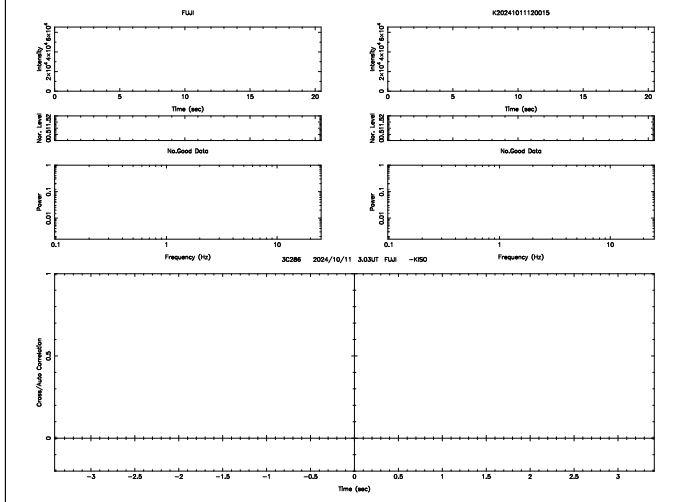 FUJI
K20241011120015
Intensity
0 2×10⁴ 4×10⁴ 6×10⁴
0 5 10 15 20
Time (sec)
Intensity
0 2×10⁴ 4×10⁴ 6×10⁴
0 5 10 15 20
Time (sec)
Nor. Level
00.511.52
Nor. Level
00.511.52
No.Good Data
No.Good Data
Power
0.01 0.1 1
0.1 1 10
Frequency (Hz)
Power
0.01 0.1 1
0.1 1 10
Frequency (Hz)
3C286 2024/10/11 3.03UT FUJI -KISO
Cross/Auto Correlation
0 0.5 1
-3 -2.5 -2 -1.5 -1 -0.5 0 0.5 1 1.5 2 2.5 3
Time (sec)